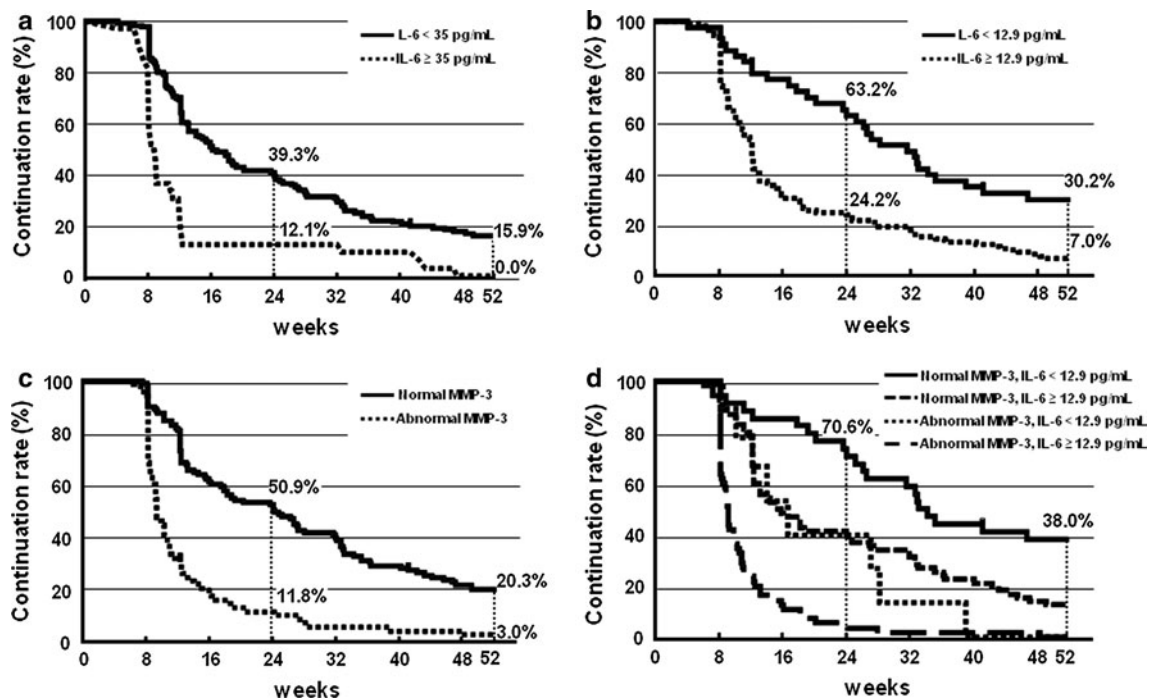 a
Continuation rate (%)
100
80
60
40
20
0
L-6 < 35 pg/mL
IL-6 ≥ 35 pg/mL
39.3%
12.1%
15.9%
0.0%
0 8 16 24 32 40 48 52
weeks
b
Continuation rate (%)
100
80
60
40
20
0
L-6 < 12.9 pg/mL
IL-6 ≥ 12.9 pg/mL
63.2%
24.2%
30.2%
7.0%
0 8 16 24 32 40 48 52
weeks
c
Continuation rate (%)
100
80
60
40
20
0
Normal MMP-3
Abnormal MMP-3
50.9%
11.8%
20.3%
3.0%
0 8 16 24 32 40 48 52
weeks
d
Continuation rate (%)
100
80
60
40
20
0
Normal MMP-3, IL-6 < 12.9 pg/mL
Normal MMP-3, IL-6 ≥ 12.9 pg/mL
Abnormal MMP-3, IL-6 < 12.9 pg/mL
Abnormal MMP-3, IL-6 ≥ 12.9 pg/mL
70.6%
38.0%
0 8 16 24 32 40 48 52
weeks